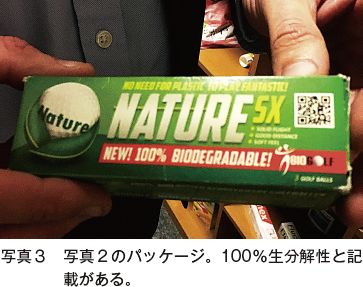 NO NEED FOR PLASTIC TO PLAY FANTASTIC!
Nature
NATURE SX
• SOLID FLIGHT
• GOOD DISTANCE
• SOFT FEEL
NEW! 100% BIODEGRADABLE!
BIOGOLF
3 GOLF BALLS
写真3 写真2のパッケージ。100%生分解性と記
載がある。